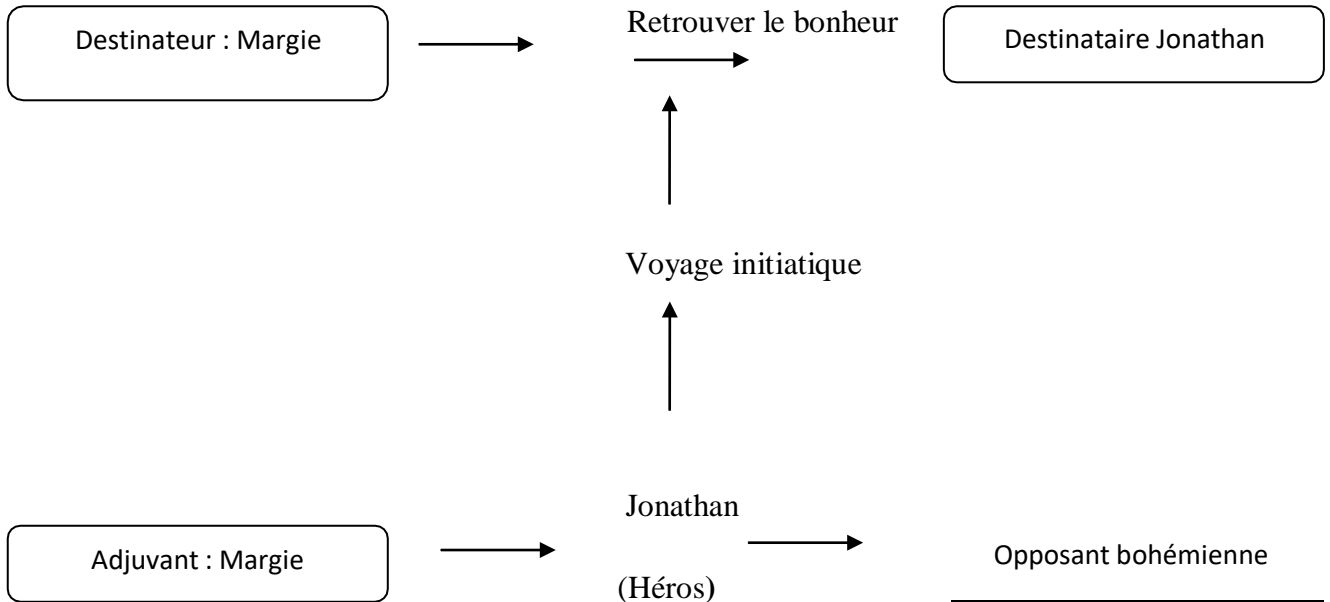 Destinateur : Margie
Retrouver le bonheur
Destinataire Jonathan
Voyage initiatique
Adjuvant : Margie
Jonathan
(Héros)
Opposant bohémienne